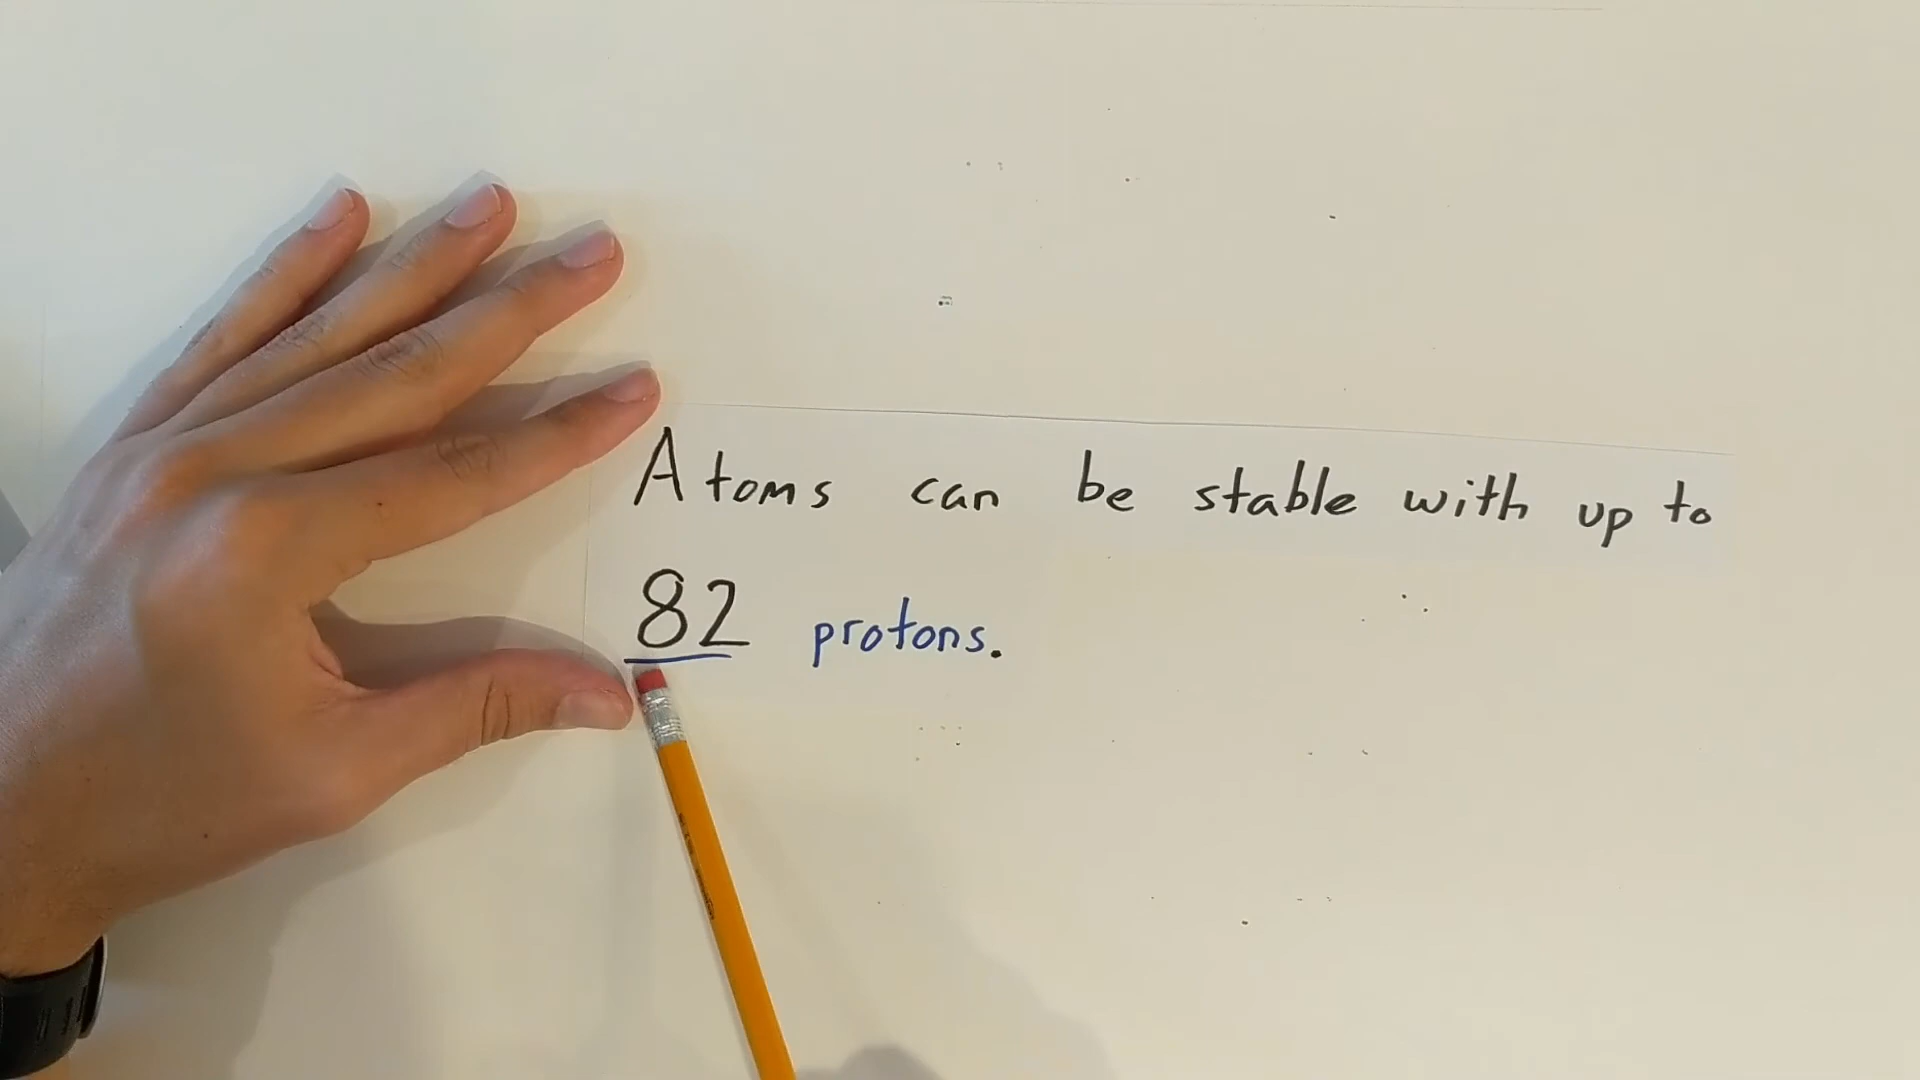 Atoms can be stable with up to
82 protons.